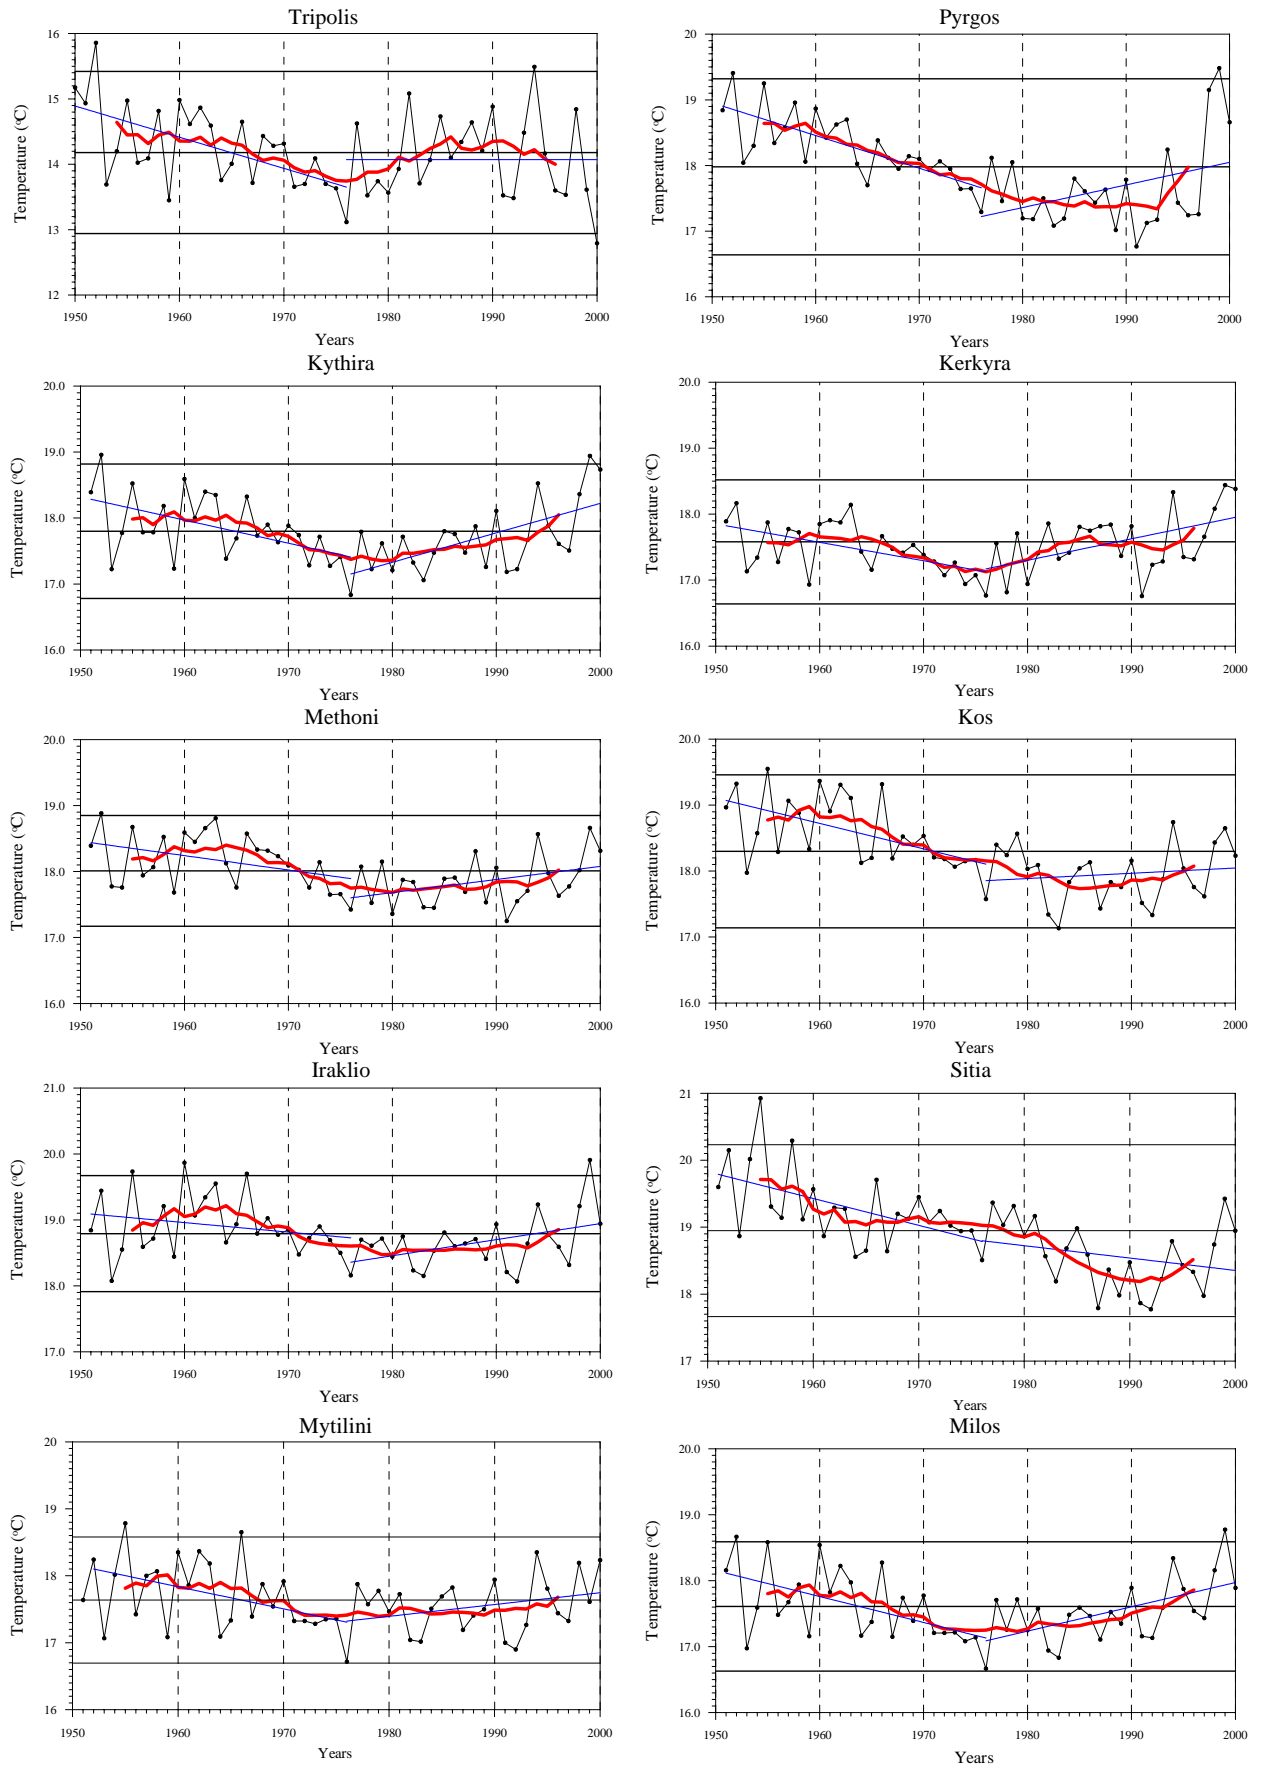 Tripolis
16
15
14
13
12
Temperature (°C)
1950 1960 1970 1980 1990 2000
Years
Pyrgos
20
19
18
17
16
Temperature (°C)
1950 1960 1970 1980 1990 2000
Years
Kythira
20.0
19.0
18.0
17.0
16.0
Temperature (°C)
1950 1960 1970 1980 1990 2000
Years
Kerkyra
20.0
19.0
18.0
17.0
16.0
Temperature (°C)
1950 1960 1970 1980 1990 2000
Years
Methoni
20.0
19.0
18.0
17.0
16.0
Temperature (°C)
1950 1960 1970 1980 1990 2000
Years
Kos
20.0
19.0
18.0
17.0
16.0
Temperature (°C)
1950 1960 1970 1980 1990 2000
Years
Iraklio
21.0
20.0
19.0
18.0
17.0
Temperature (°C)
1950 1960 1970 1980 1990 2000
Years
Sitia
21
20
19
18
17
Temperature (°C)
1950 1960 1970 1980 1990 2000
Years
Mytilini
20
19
18
17
16
Temperature (°C)
1950 1960 1970 1980 1990 2000
Years
Milos
20.0
19.0
18.0
17.0
16.0
Temperature (°C)
1950 1960 1970 1980 1990 2000
Years